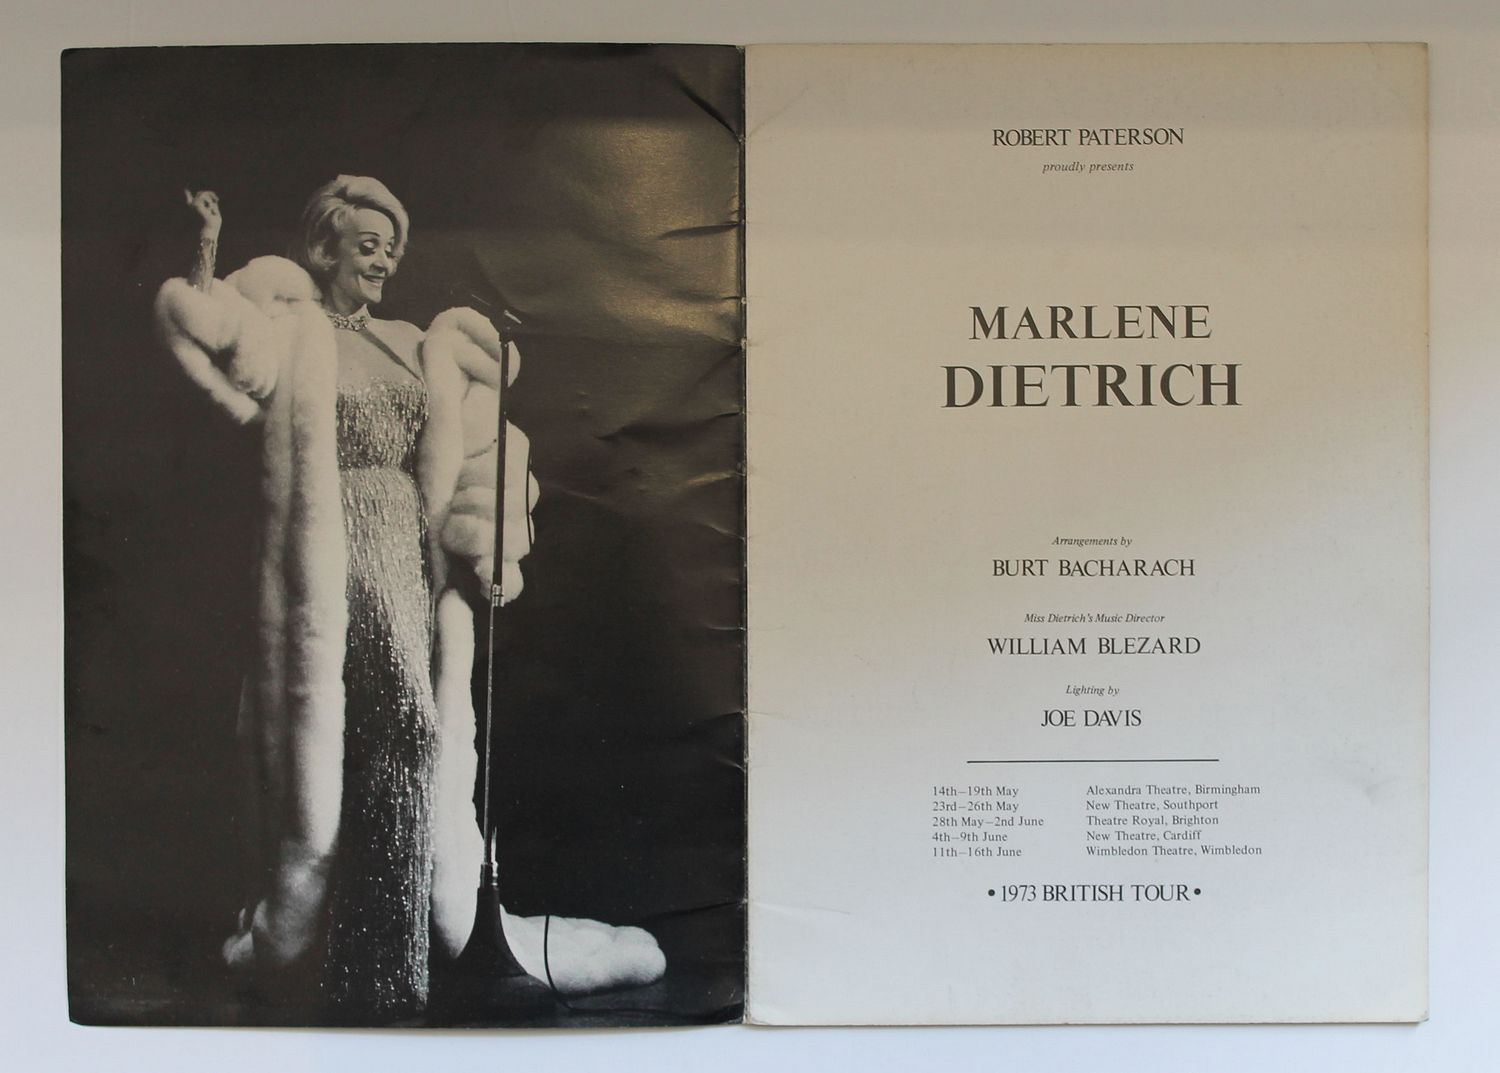 ROBERT PATERSON
proudly presents
MARLENE
DIETRICH
Arrangements by
BURT BACHARACH
Miss Dietrich's Music Director
WILLIAM BLEZARD
Lighting by
JOE DAVIS
14th–19th May Alexandra Theatre, Birmingham
23rd–26th May New Theatre, Southport
28th May–2nd June Theatre Royal, Brighton
4th–9th June New Theatre, Cardiff
11th–16th June Wimbledon Theatre, Wimbledon
• 1973 BRITISH TOUR •